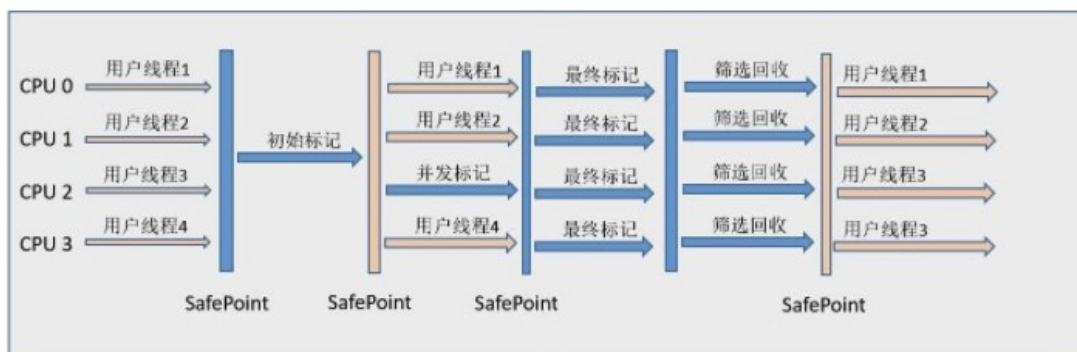 CPU 0 用户线程1 用户线程1 最终标记 筛选回收 用户线程1
CPU 1 用户线程2 初始标记 用户线程2 最终标记 筛选回收 用户线程2
CPU 2 用户线程3 并发标记 最终标记 筛选回收 用户线程3
CPU 3 用户线程4 用户线程4 最终标记 筛选回收 用户线程3
SafePoint SafePoint SafePoint SafePoint